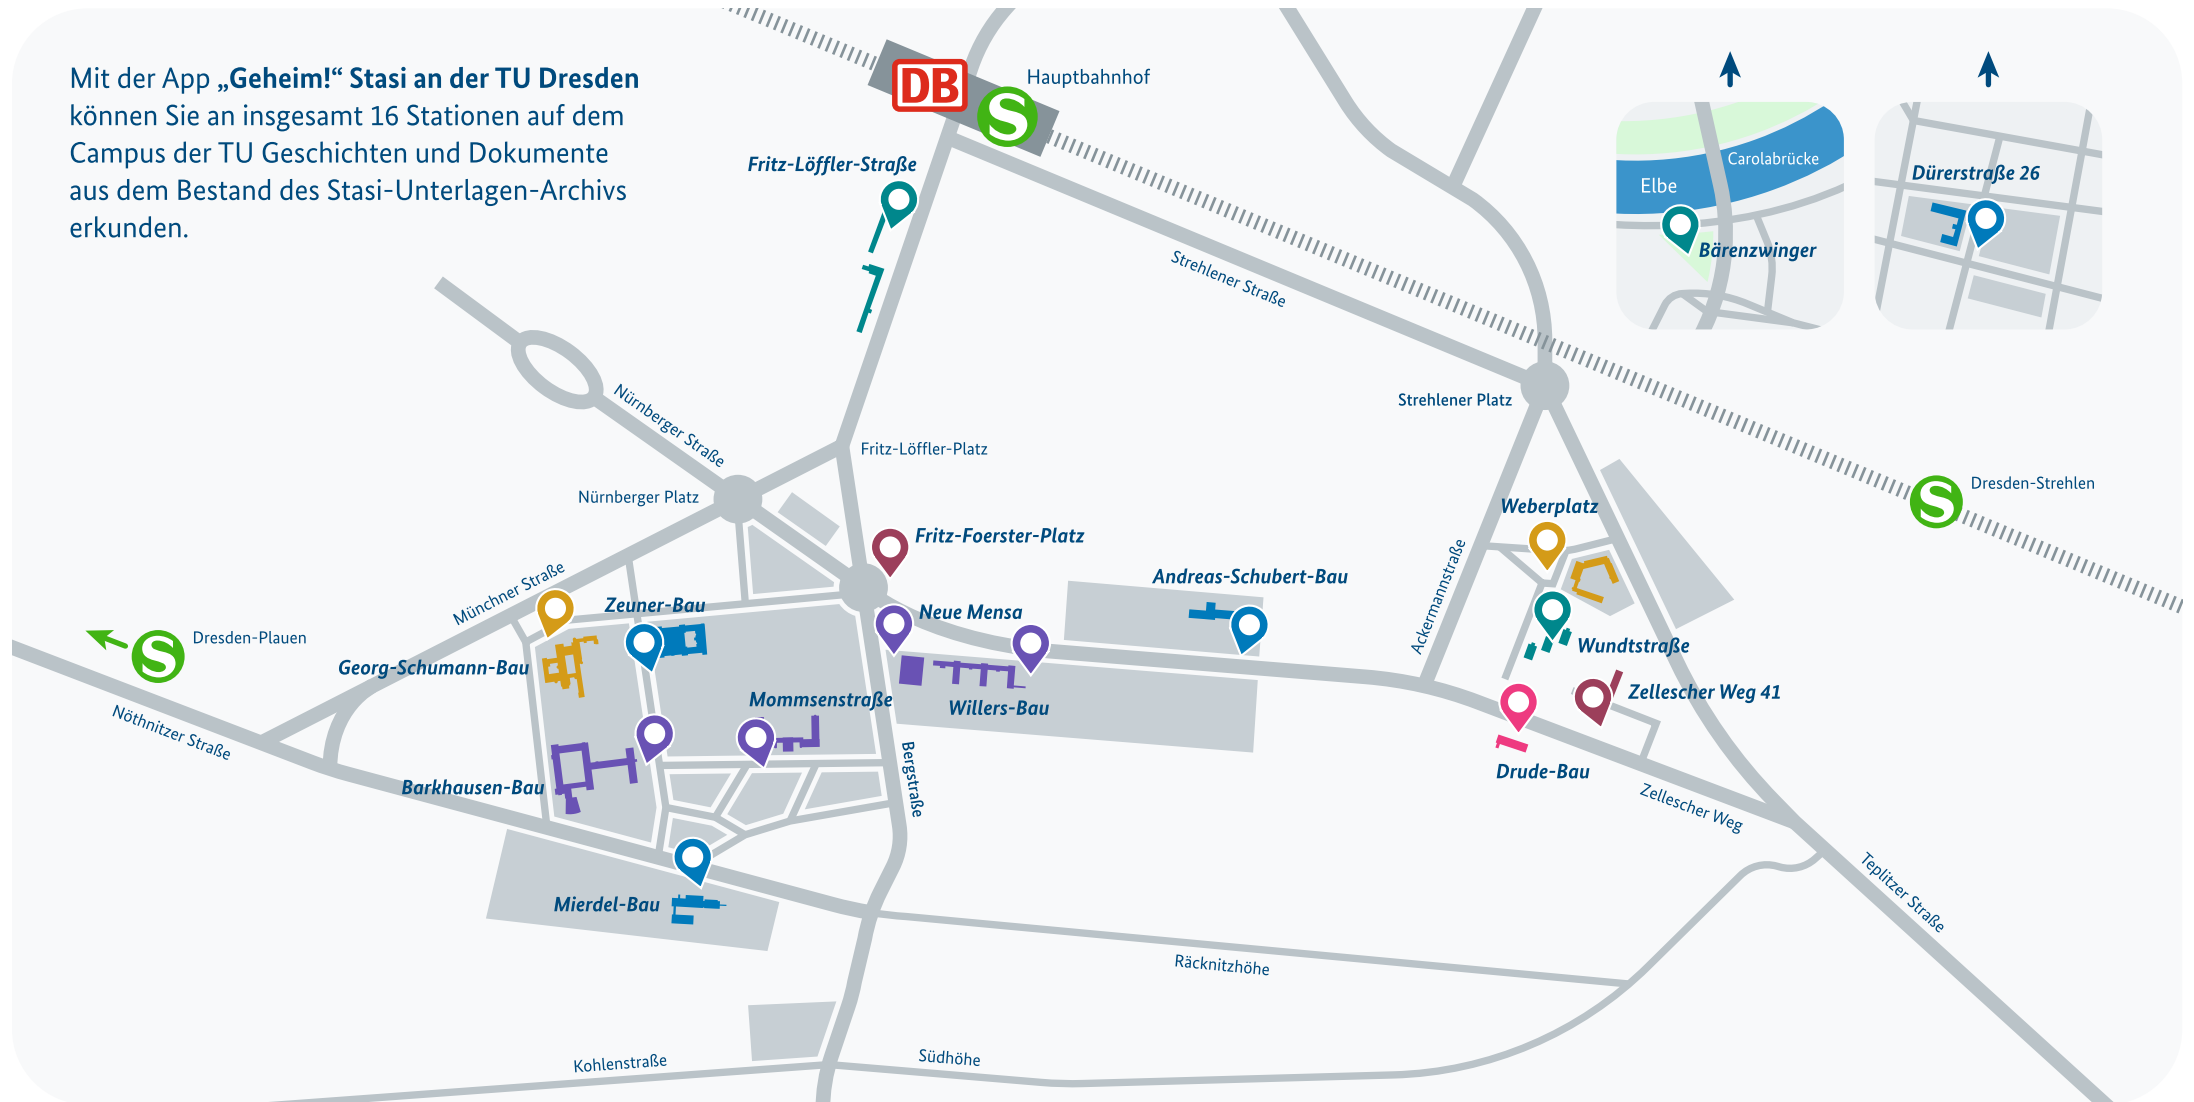 Mit der App „Geheim!“ Stasi an der TU Dresden
können Sie an insgesamt 16 Stationen auf dem
Campus der TU Geschichten und Dokumente
aus dem Bestand des Stasi-Unterlagen-Archivs
erkunden.
DB
S
Hauptbahnhof
Fritz-Löffler-Straße
Strehlener Straße
Elbe
Carolabrücke
Bärenzwinger
Dürerstraße 26
Nürnberger Straße
Strehlener Platz
Fritz-Löffler-Platz
Nürnberger Platz
S
Dresden-Strehlen
Weberplatz
Fritz-Foerster-Platz
Ackermannstraße
Andreas-Schubert-Bau
Münchner Straße
Zeuner-Bau
Neue Mensa
S
Dresden-Plauen
Georg-Schumann-Bau
Wundtstraße
Zellescher Weg 41
Mommsenstraße
Willers-Bau
Nöthnitzer Straße
Bergstraße
Drude-Bau
Barkhausen-Bau
Zellescher Weg
Teplitzer Straße
Mierdel-Bau
Räcknitzhöhe
Kohlenstraße
Südhöhe